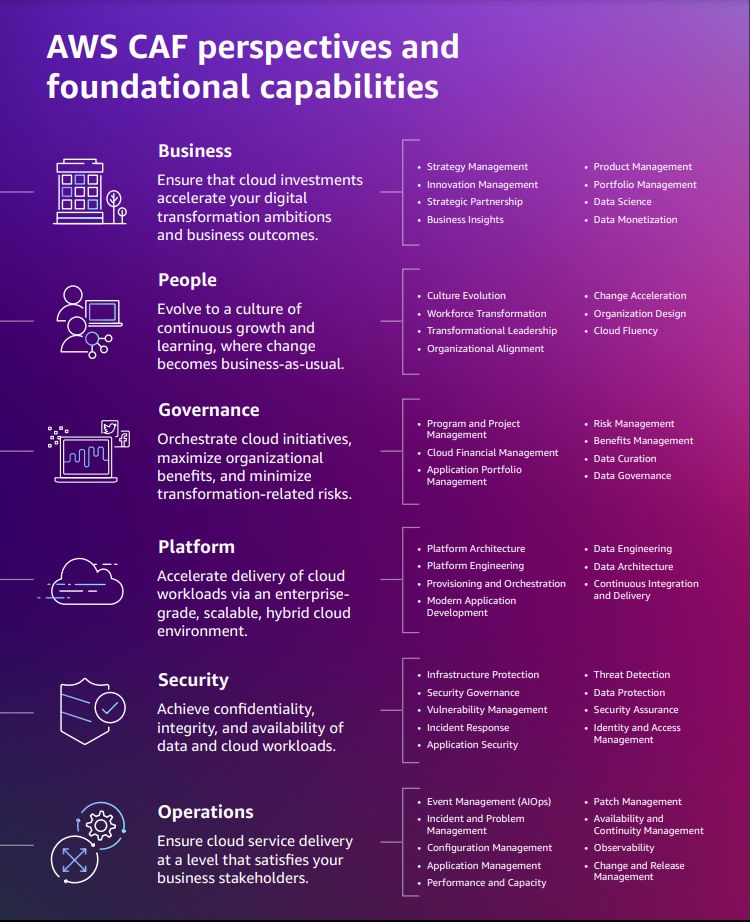 AWS CAF perspectives and
foundational capabilities
Business
Ensure that cloud investments
accelerate your digital
transformation ambitions
and business outcomes.
• Strategy Management
• Innovation Management
• Strategic Partnership
• Business Insights
• Product Management
• Portfolio Management
• Data Science
• Data Monetization
People
Evolve to a culture of
continuous growth and
learning, where change
becomes business-as-usual.
• Culture Evolution
• Workforce Transformation
• Transformational Leadership
• Organizational Alignment
• Change Acceleration
• Organization Design
• Cloud Fluency
Governance
Orchestrate cloud initiatives,
maximize organizational
benefits, and minimize
transformation-related risks.
• Program and Project
Management
• Cloud Financial Management
• Application Portfolio
Management
• Risk Management
• Benefits Management
• Data Curation
• Data Governance
Platform
Accelerate delivery of cloud
workloads via an enterprise-
grade, scalable, hybrid cloud
environment.
• Platform Architecture
• Platform Engineering
• Provisioning and Orchestration
• Modern Application
Development
• Data Engineering
• Data Architecture
• Continuous Integration
and Delivery
Security
Achieve confidentiality,
integrity, and availability of
data and cloud workloads.
• Infrastructure Protection
• Security Governance
• Vulnerability Management
• Incident Response
• Application Security
• Threat Detection
• Data Protection
• Security Assurance
• Identity and Access
Management
Operations
Ensure cloud service delivery
at a level that satisfies your
business stakeholders.
• Event Management (AIOps)
• Incident and Problem
Management
• Configuration Management
• Application Management
• Performance and Capacity
• Patch Management
• Availability and
Continuity Management
• Observability
• Change and Release
Management